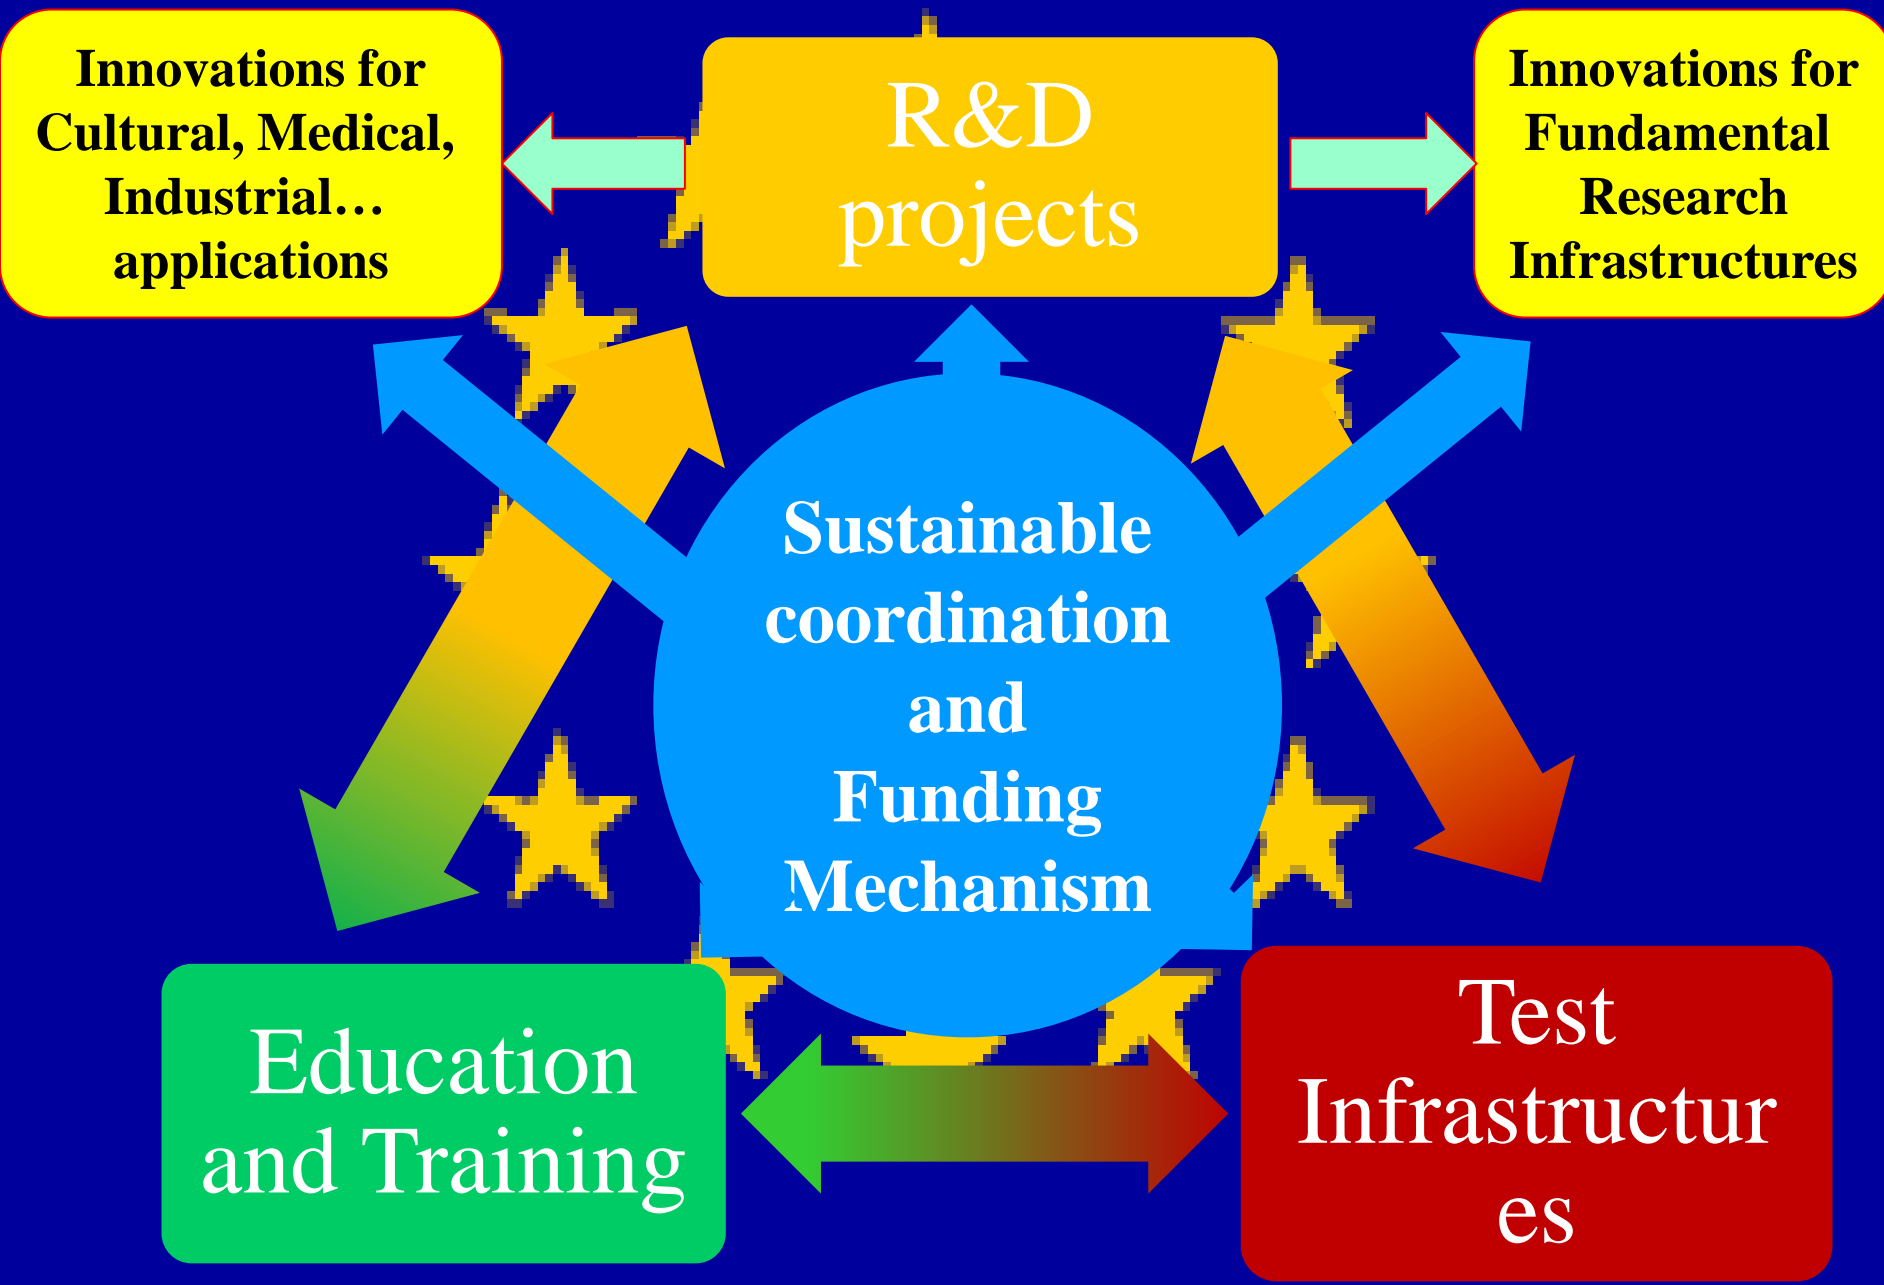 Innovations for
Cultural, Medical,
Industrial…
applications
R&D
projects
Innovations for
Fundamental
Research
Infrastructures
Sustainable
coordination
and
Funding
Mechanism
Education
and Training
Test
Infrastructur
es